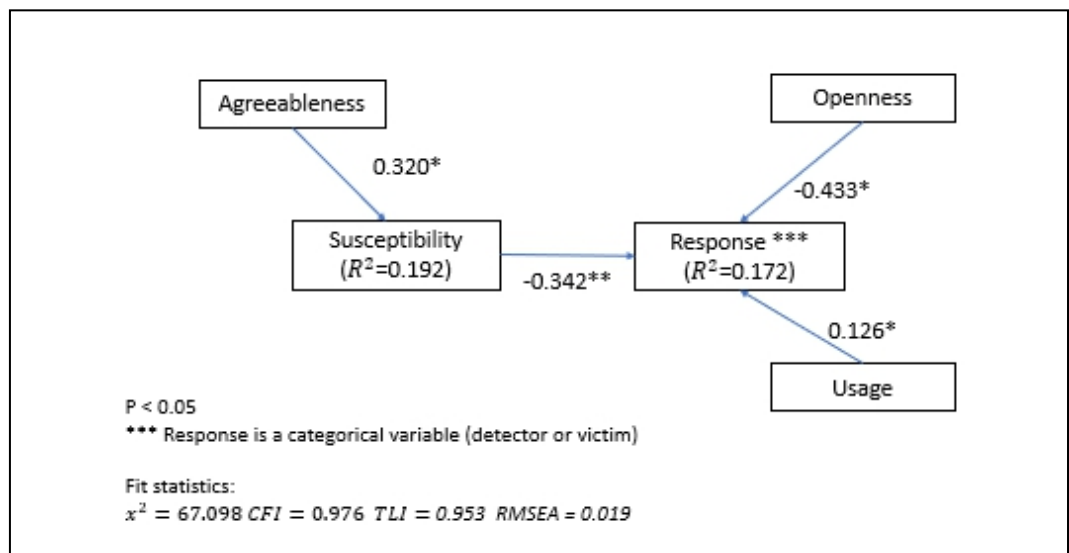 Agreeableness
Openness
0.320*
-0.433*
Susceptibility
(R²=0.192)
-0.342**
Response ***
(R²=0.172)
0.126*
Usage
P < 0.05
*** Response is a categorical variable (detector or victim)
Fit statistics:
x² = 67.098 CFI = 0.976 TLI = 0.953 RMSEA = 0.019